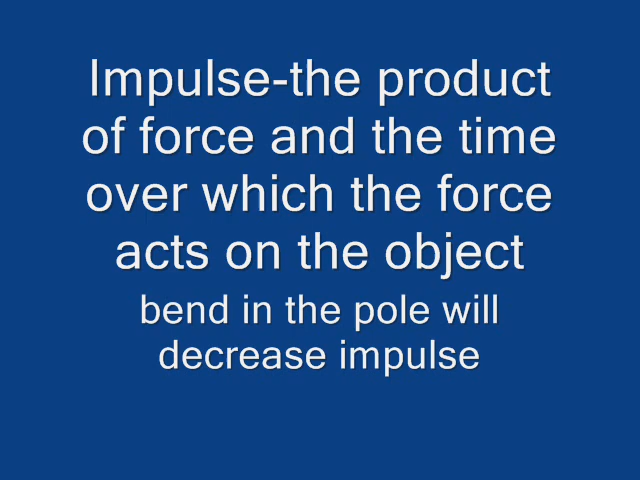 Impulse-the product
of force and the time
over which the force
acts on the object
bend in the pole will
decrease impulse